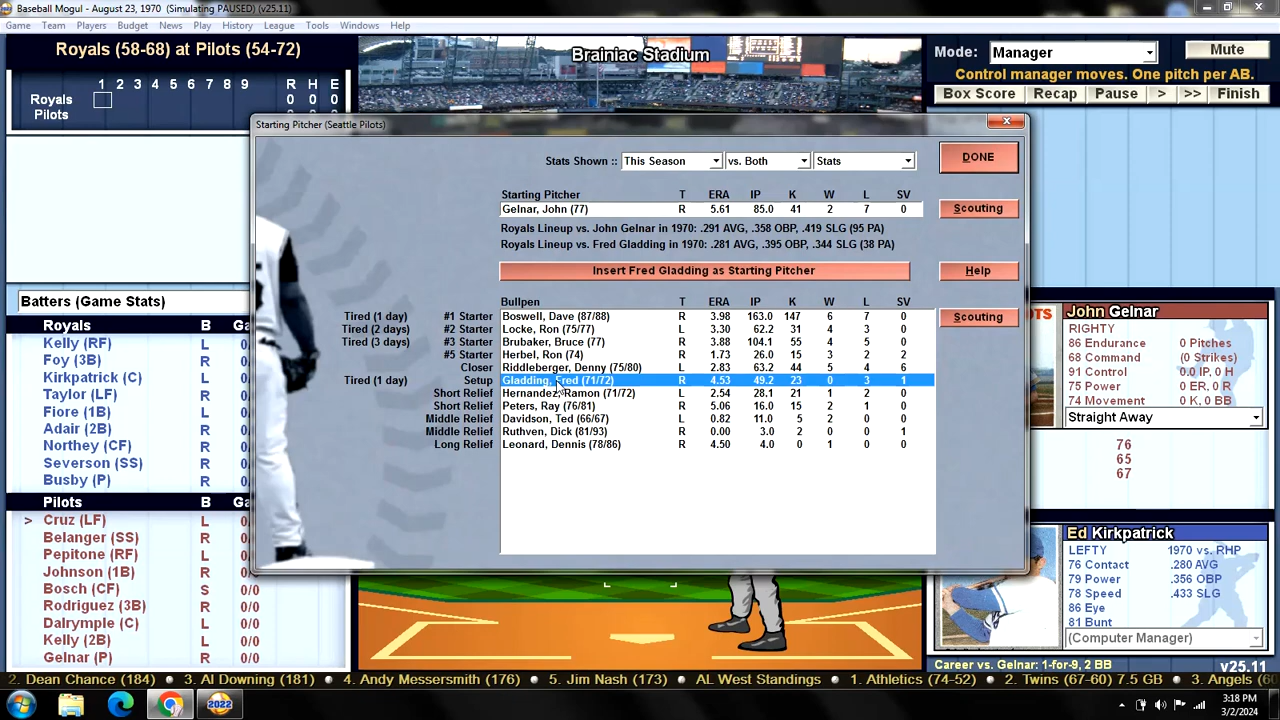 Baseball Mogul - August 23, 1970 (Simulating PAUSED) (v25.11)
Game Team Players Budget News Play History League Tools Windows Help
Royals (58-68) at Pilots (54-72)
1 2 3 4 5 6 7 8 9 R H E
Royals 0 0 0
Pilots 0 0 0
Brainiac Stadium
Mode: Manager Mute
Control manager moves. One pitch per AB.
Box Score Recap Pause > >> Finish
Starting Pitcher (Seattle Pilots)
Stats Shown :: This Season vs. Both Stats DONE
Starting Pitcher T ERA IP K W L SV
Gelnar, John (77) R 5.61 85.0 41 2 7 0 Scouting
Royals Lineup vs. John Gelnar in 1970: .291 AVG, .358 OBP, .419 SLG (95 PA)
Royals Lineup vs. Fred Gladding in 1970: .281 AVG, .395 OBP, .344 SLG (38 PA)
Insert Fred Gladding as Starting Pitcher Help
Bullpen T ERA IP K W L SV
Tired (1 day) #1 Starter Boswell, Dave (87/88) R 3.98 163.0 147 6 7 0 Scouting
Tired (2 days) #2 Starter Locke, Ron (75/77) L 3.30 62.2 31 4 3 0
Tired (3 days) #3 Starter Brubaker, Bruce (77) R 3.88 104.1 55 4 5 0
#5 Starter Herbel, Ron (74) R 1.73 26.0 15 3 2 2
Closer Riddleberger, Denny (75/80) L 2.83 63.2 44 5 4 6
Tired (1 day) Setup Gladding, Fred (71/72) R 4.53 49.2 23 0 3 1
Short Relief Hernandez, Ramon (71/72) L 2.54 28.1 21 1 2 0
Short Relief Peters, Ray (76/81) R 5.06 16.0 15 2 1 0
Middle Relief Davidson, Ted (66/67) L 0.82 11.0 5 2 0 0
Middle Relief Ruthven, Dick (81/93) R 0.00 3.0 2 0 0 1
Long Relief Leonard, Dennis (78/86) R 4.50 4.0 0 1 0 0
Batters (Game Stats)
Royals B Ga
Kelly (RF) R
Foy (3B) R
Kirkpatrick (C) L
Taylor (LF) R
Fiore (1B) L
Adair (2B) R
Northey (CF) L
Severson (SS) R
Busby (P) R
Pilots B Ga
> Cruz (LF) L 0/0
Belanger (SS) R 0/0
Pepitone (RF) L 0/0
Johnson (1B) R 0/0
Bosch (CF) S 0/0
Rodriguez (3B) R 0/0
Dalrymple (C) L 0/0
Kelly (2B) R 0/0
Gelnar (P) R 0/0
John Gelnar
RIGHTY
86 Endurance 0 Pitches
68 Command (0 Strikes)
91 Control 0.0 IP, 0 H
75 Power 0 ER, 0 R
74 Movement 0 K, 0 BB
Straight Away
76
65
67
Ed Kirkpatrick
LEFTY 1970 vs. RHP
76 Contact .280 AVG
79 Power .356 OBP
78 Speed .433 SLG
86 Eye
81 Bunt
(Computer Manager)
Career vs. Gelnar: 1-for-9, 2 BB v25.11
2. Dean Chance (184) 3. Al Downing (181) 4. Andy Messersmith (176) 5. Jim Nash (173) AL West Standings 1. Athletics (74-52) 2. Twins (67-60) 7.5 GB 3. Angels (60
2022
3:18 PM
3/2/2024